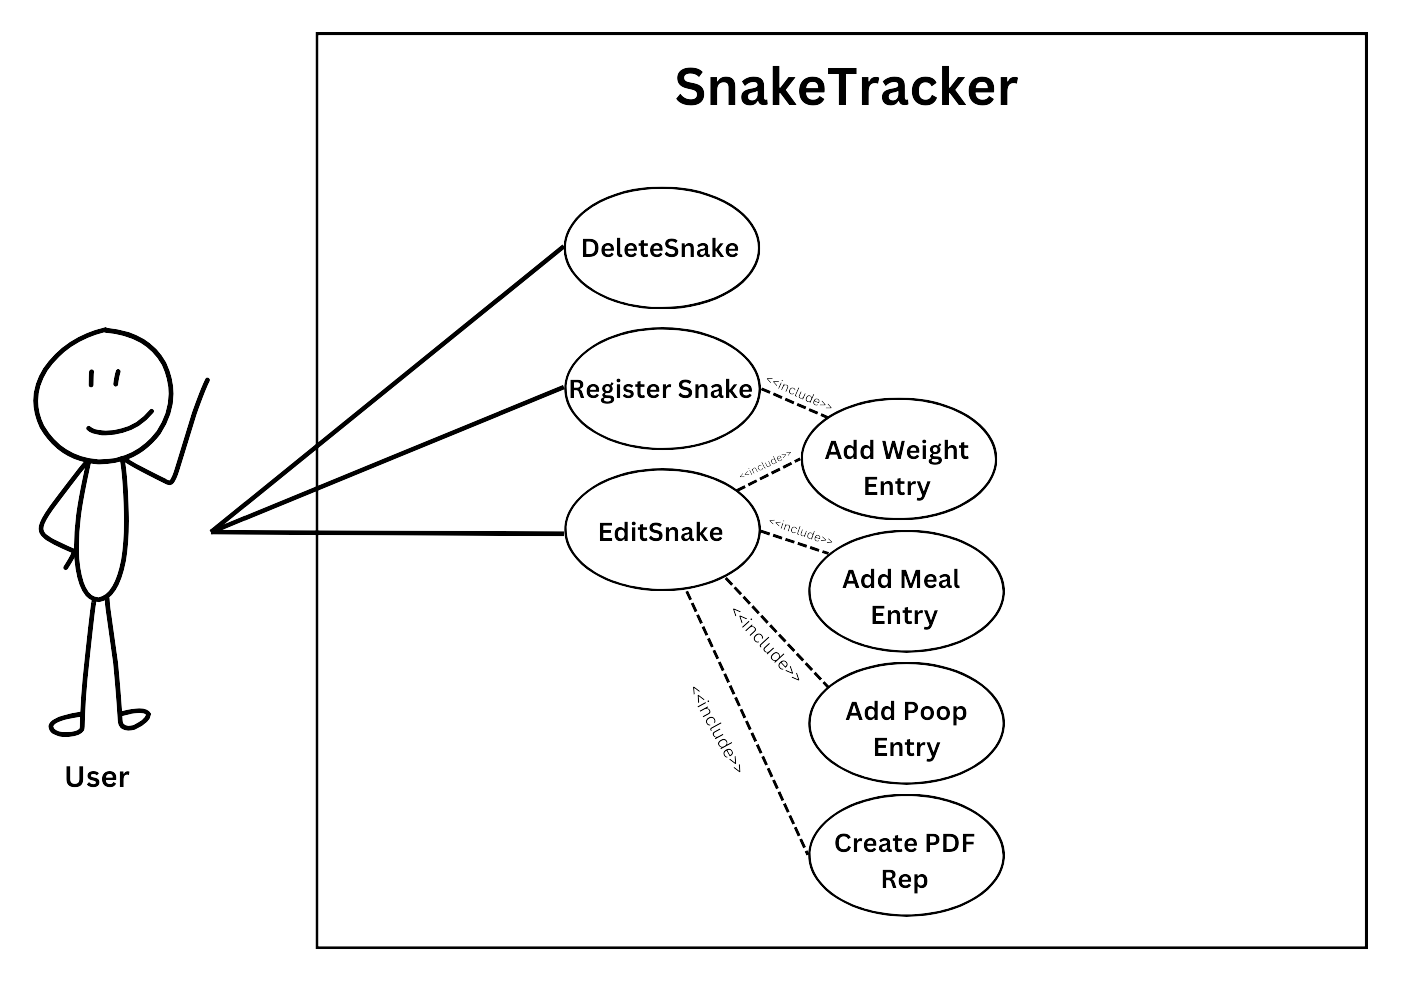 SnakeTracker
DeleteSnake
Register Snake
<<include>>
Add Weight
Entry
<<include>>
EditSnake
<<include>>
Add Meal
Entry
<<include>>
Add Poop
Entry
<<include>>
User
Create PDF
Rep